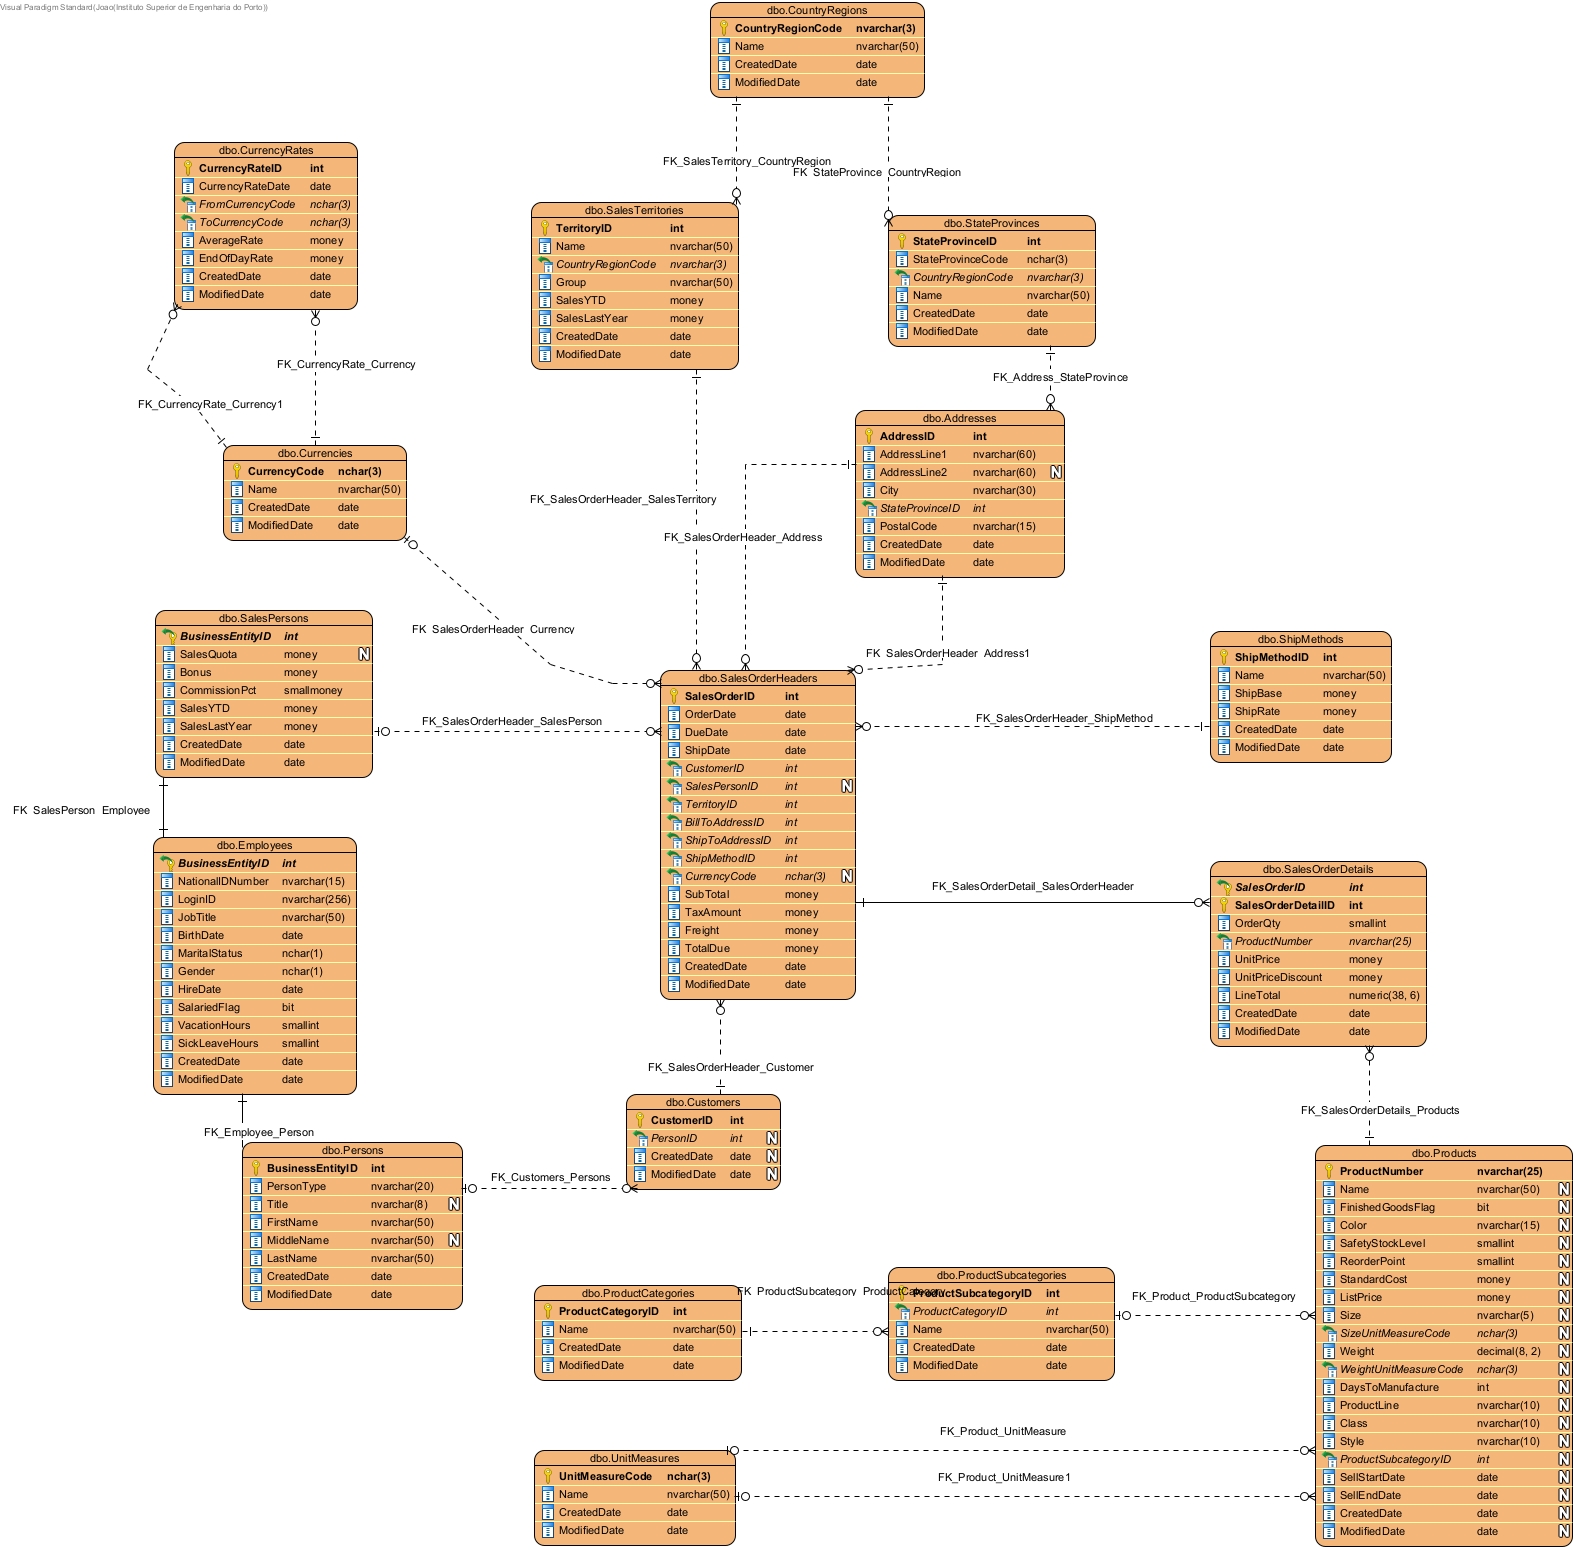 Visual Paradigm Standard(Joao(Instituto Superior de Engenharia do Porto))
dbo.CountryRegions
CountryRegionCode nvarchar(3)
Name nvarchar(50)
CreatedDate date
ModifiedDate date
FK_SalesTerritory_CountryRegion
FK_StateProvince_CountryRegion
dbo.CurrencyRates
CurrencyRateID int
CurrencyRateDate date
FromCurrencyCode nchar(3)
ToCurrencyCode nchar(3)
AverageRate money
EndOfDayRate money
CreatedDate date
ModifiedDate date
dbo.SalesTerritories
TerritoryID int
Name nvarchar(50)
CountryRegionCode nvarchar(3)
Group nvarchar(50)
SalesYTD money
SalesLastYear money
CreatedDate date
ModifiedDate date
dbo.StateProvinces
StateProvinceID int
StateProvinceCode nchar(3)
CountryRegionCode nvarchar(3)
Name nvarchar(50)
CreatedDate date
ModifiedDate date
FK_CurrencyRate_Currency
FK_CurrencyRate_Currency1
FK_Address_StateProvince
dbo.Currencies
CurrencyCode nchar(3)
Name nvarchar(50)
CreatedDate date
ModifiedDate date
dbo.Addresses
AddressID int
AddressLine1 nvarchar(60)
AddressLine2 nvarchar(60) N
City nvarchar(30)
StateProvinceID int
PostalCode nvarchar(15)
CreatedDate date
ModifiedDate date
FK_SalesOrderHeader_SalesTerritory
FK_SalesOrderHeader_Address
FK_SalesOrderHeader_Currency
FK_SalesOrderHeader_Address1
dbo.SalesPersons
BusinessEntityID int
SalesQuota money N
Bonus money
CommissionPct smallmoney
SalesYTD money
SalesLastYear money
CreatedDate date
ModifiedDate date
FK_SalesOrderHeader_SalesPerson
dbo.SalesOrderHeaders
SalesOrderID int
OrderDate date
DueDate date
ShipDate date
CustomerID int
SalesPersonID int N
TerritoryID int
BillToAddressID int
ShipToAddressID int
ShipMethodID int
CurrencyCode nchar(3) N
SubTotal money
TaxAmount money
Freight money
TotalDue money
CreatedDate date
ModifiedDate date
FK_SalesOrderHeader_ShipMethod
dbo.ShipMethods
ShipMethodID int
Name nvarchar(50)
ShipBase money
ShipRate money
CreatedDate date
ModifiedDate date
FK_SalesPerson_Employee
dbo.Employees
BusinessEntityID int
NationalIDNumber nvarchar(15)
LoginID nvarchar(256)
JobTitle nvarchar(50)
BirthDate date
MaritalStatus nchar(1)
Gender nchar(1)
HireDate date
SalariedFlag bit
VacationHours smallint
SickLeaveHours smallint
CreatedDate date
ModifiedDate date
FK_SalesOrderDetail_SalesOrderHeader
dbo.SalesOrderDetails
SalesOrderID int
SalesOrderDetailID int
OrderQty smallint
ProductNumber nvarchar(25)
UnitPrice money
UnitPriceDiscount money
LineTotal numeric(38, 6)
CreatedDate date
ModifiedDate date
FK_SalesOrderHeader_Customer
FK_SalesOrderDetails_Products
FK_Employee_Person
dbo.Customers
CustomerID int
PersonID int N
CreatedDate date N
ModifiedDate date N
FK_Customers_Persons
dbo.Persons
BusinessEntityID int
PersonType nvarchar(20)
Title nvarchar(8) N
FirstName nvarchar(50)
MiddleName nvarchar(50) N
LastName nvarchar(50)
CreatedDate date
ModifiedDate date
dbo.Products
ProductNumber nvarchar(25)
Name nvarchar(50) N
FinishedGoodsFlag bit N
Color nvarchar(15) N
SafetyStockLevel smallint N
ReorderPoint smallint N
StandardCost money N
ListPrice money N
Size nvarchar(5) N
SizeUnitMeasureCode nchar(3) N
Weight decimal(8, 2) N
WeightUnitMeasureCode nchar(3) N
DaysToManufacture int N
ProductLine nvarchar(10) N
Class nvarchar(10) N
Style nvarchar(10) N
ProductSubcategoryID int N
SellStartDate date N
SellEndDate date N
CreatedDate date N
ModifiedDate date N
dbo.ProductCategories
ProductCategoryID int
Name nvarchar(50)
CreatedDate date
ModifiedDate date
FK_ProductSubcategory_ProductCategory
dbo.ProductSubcategories
ProductSubcategoryID int
ProductCategoryID int
Name nvarchar(50)
CreatedDate date
ModifiedDate date
FK_Product_ProductSubcategory
FK_Product_UnitMeasure
FK_Product_UnitMeasure1
dbo.UnitMeasures
UnitMeasureCode nchar(3)
Name nvarchar(50)
CreatedDate date
ModifiedDate date